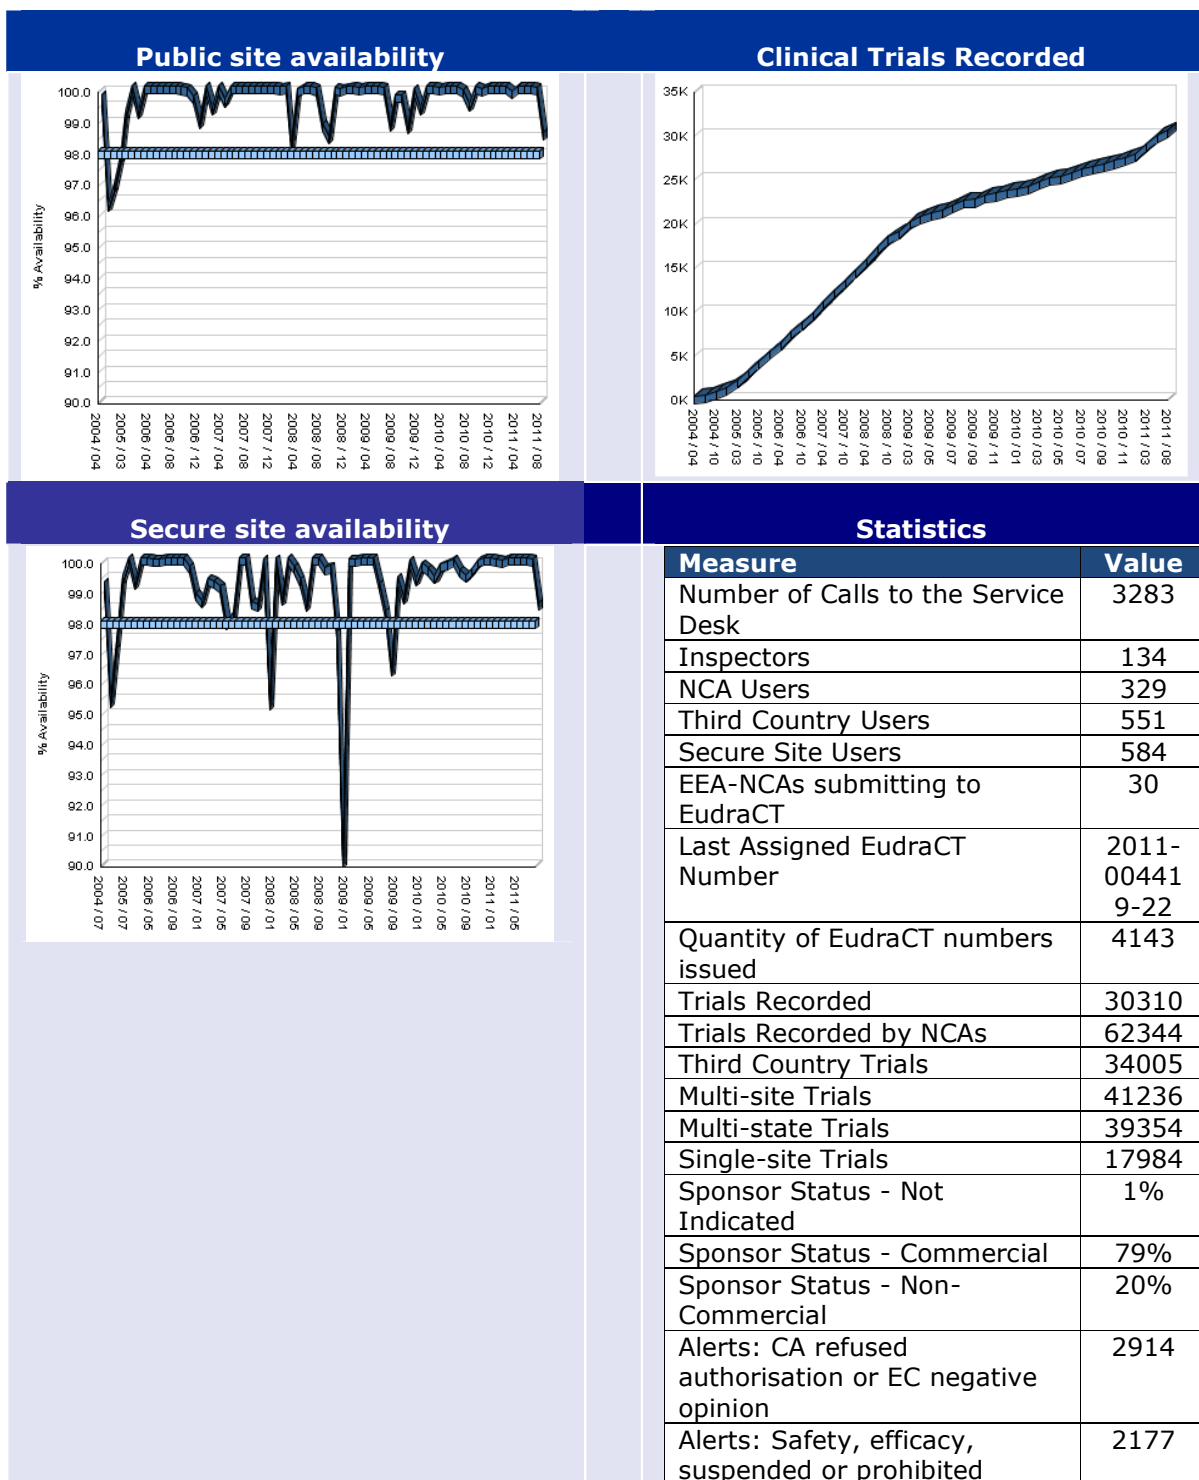 Public site availability
100.0
99.0
98.0
97.0
96.0
95.0
94.0
93.0
92.0
91.0
90.0
% Availability
2004 / 04
2005 / 03
2006 / 04
2006 / 08
2006 / 12
2007 / 04
2007 / 08
2007 / 12
2008 / 04
2008 / 08
2008 / 12
2009 / 04
2009 / 08
2009 / 12
2010 / 04
2010 / 08
2010 / 12
2011 / 04
2011 / 08
Clinical Trials Recorded
35K
30K
25K
20K
15K
10K
5K
0K
2004 / 04
2004 / 10
2005 / 03
2005 / 10
2006 / 04
2006 / 10
2007 / 04
2007 / 10
2008 / 04
2008 / 10
2009 / 03
2009 / 05
2009 / 07
2009 / 09
2009 / 11
2010 / 01
2010 / 03
2010 / 05
2010 / 07
2010 / 09
2010 / 11
2011 / 03
2011 / 08
Secure site availability
100.0
99.0
98.0
97.0
96.0
95.0
94.0
93.0
92.0
91.0
90.0
% Availability
2004 / 07
2005 / 07
2006 / 05
2006 / 09
2007 / 01
2007 / 05
2007 / 09
2008 / 01
2008 / 05
2008 / 09
2009 / 01
2009 / 05
2009 / 09
2010 / 01
2010 / 05
2010 / 09
2011 / 01
2011 / 05
Statistics
Measure Value
Number of Calls to the Service 3283
Desk
Inspectors 134
NCA Users 329
Third Country Users 551
Secure Site Users 584
EEA-NCAs submitting to 30
EudraCT
Last Assigned EudraCT 2011-
Number 00441
9-22
Quantity of EudraCT numbers 4143
issued
Trials Recorded 30310
Trials Recorded by NCAs 62344
Third Country Trials 34005
Multi-site Trials 41236
Multi-state Trials 39354
Single-site Trials 17984
Sponsor Status - Not 1%
Indicated
Sponsor Status - Commercial 79%
Sponsor Status - Non- 20%
Commercial
Alerts: CA refused 2914
authorisation or EC negative
opinion
Alerts: Safety, efficacy, 2177
suspended or prohibited